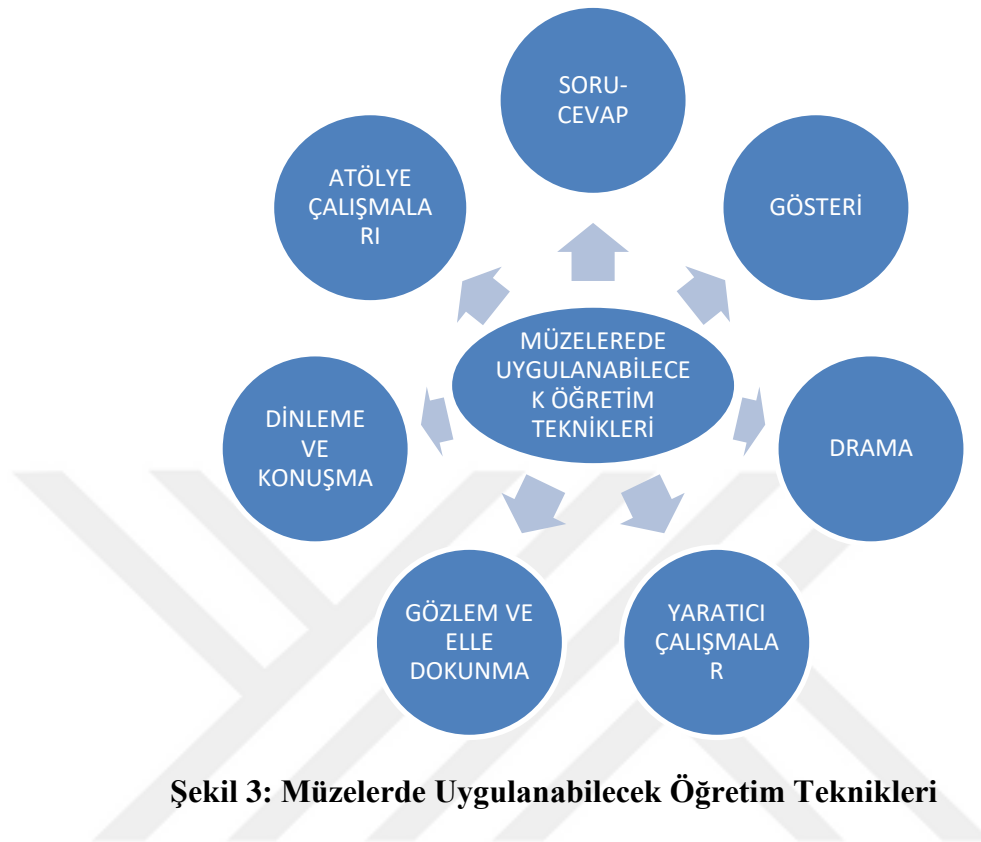 SORU-
CEVAP
GÖSTERİ
DRAMA
YARATICI
ÇALIŞMALA
R
GÖZLEM VE
ELLE
DOKUNMA
DİNLEME
VE
KONUŞMA
ATÖLYE
ÇALIŞMALA
RI
MÜZELEREDE
UYGULANABİLECE
K ÖĞRETİM
TEKNİKLERİ
Şekil 3: Müzelerde Uygulanabilecek Öğretim Teknikleri